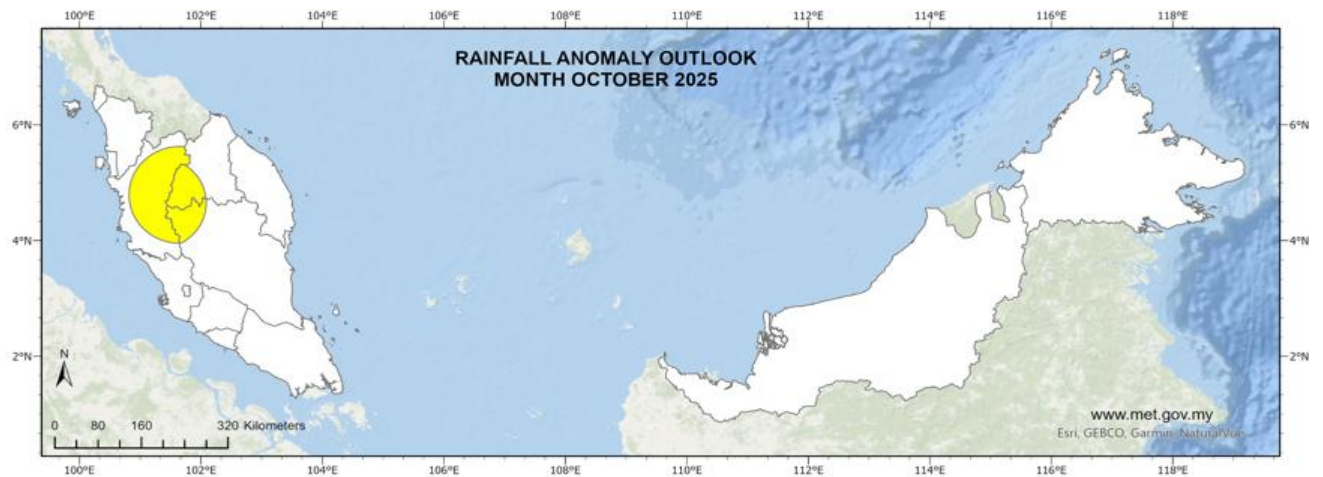 100°E 102°E 104°E 106°E 108°E 110°E 112°E 114°E 116°E 118°E
RAINFALL ANOMALY OUTLOOK
MONTH OCTOBER 2025
6°N 6°N
4°N 4°N
2°N 2°N
N
0 80 160 320 Kilometers
www.met.gov.my
Esri, GEBCO, Garmin, NaturalVue
100°E 102°E 104°E 106°E 108°E 110°E 112°E 114°E 116°E 118°E